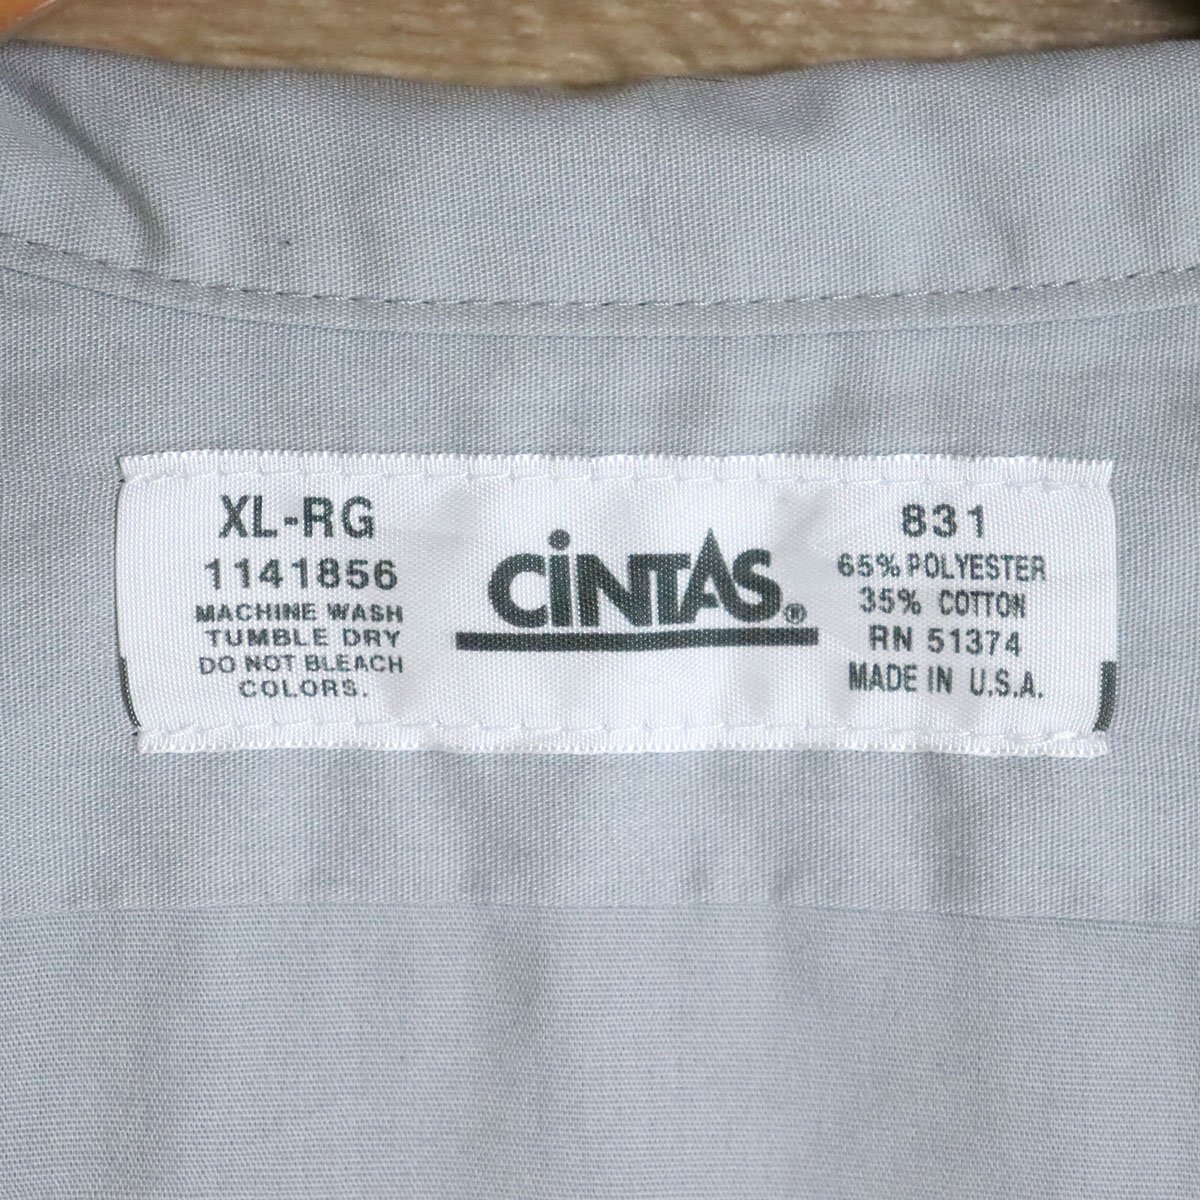 XL-RG
1141856
MACHINE WASH
TUMBLE DRY
DO NOT BLEACH
COLORS.
CiNTAS®
831
65% POLYESTER
35% COTTON
RN 51374
MADE IN U.S.A.